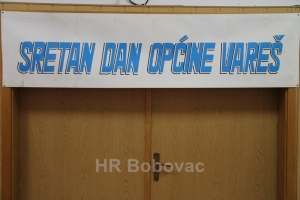 SRETAN DAN OPĆINE VAREŠ
HR Bobovac